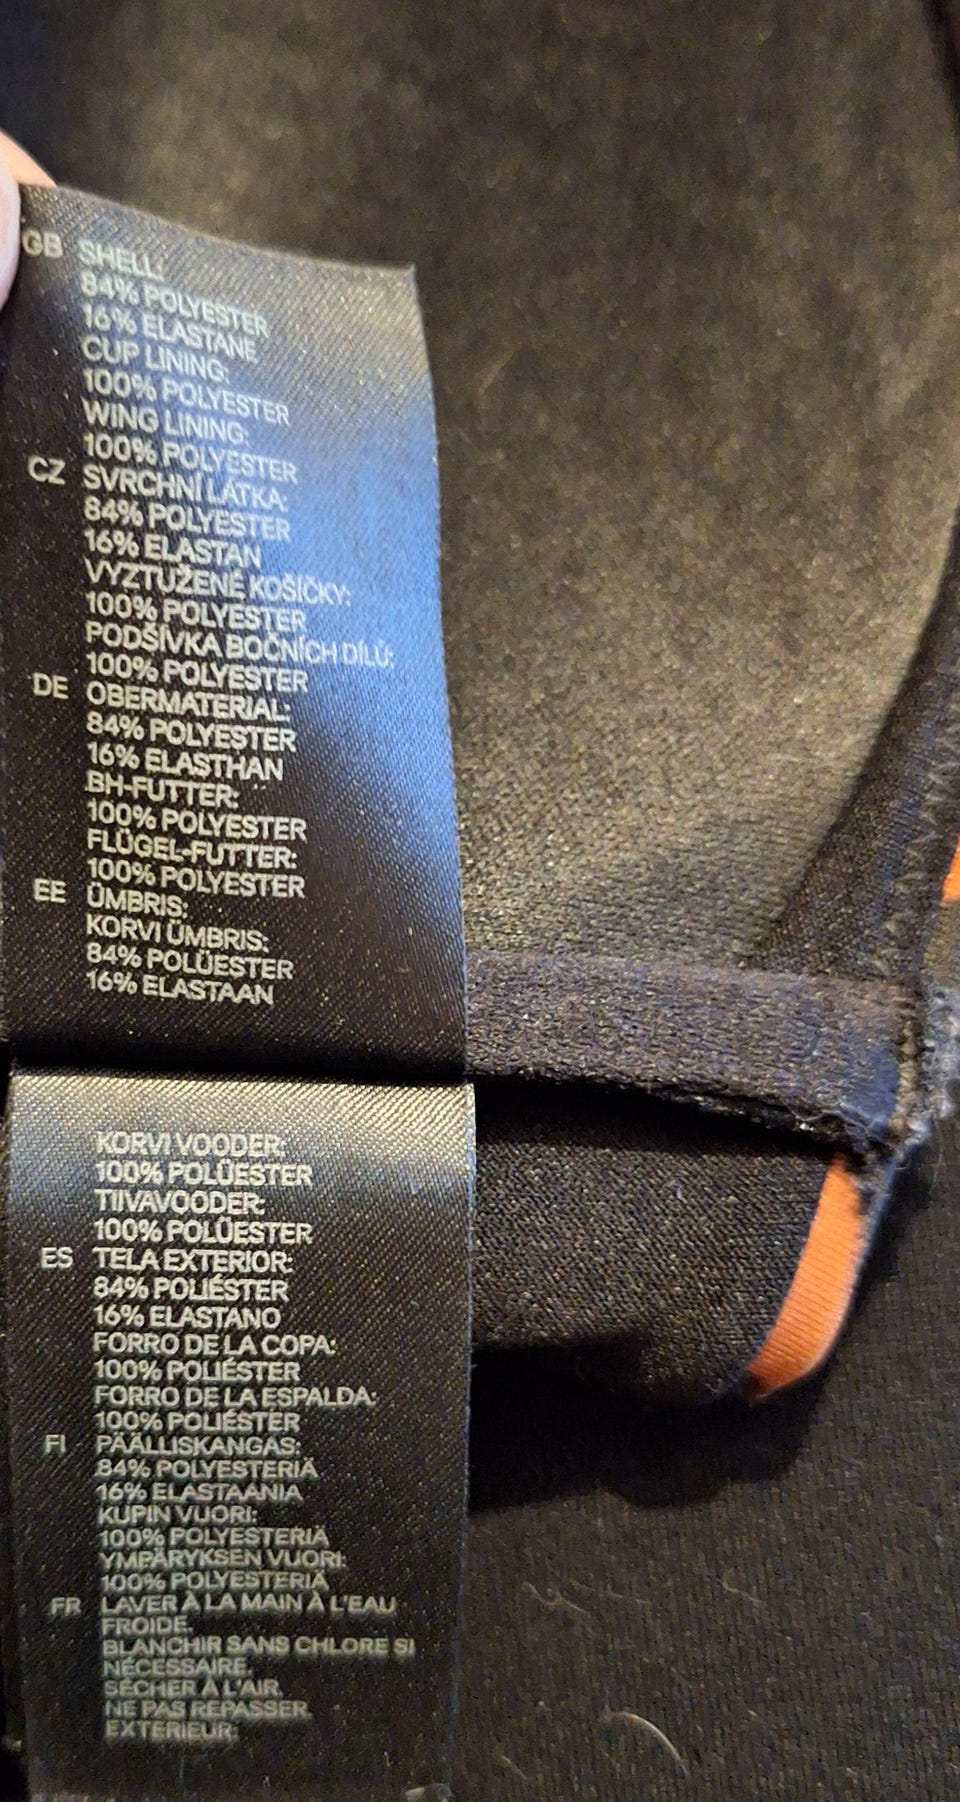 GB SHELL:
84% POLYESTER
16% ELASTANE
CUP LINING:
100% POLYESTER
WING LINING:
100% POLYESTER
CZ SVRCHNÍ LÁTKA:
84% POLYESTER
16% ELASTAN
VYZTUŽENÉ KOŠÍČKY:
100% POLYESTER
PODŠÍVKA BOČNÍCH DÍLŮ:
100% POLYESTER
DE OBERMATERIAL:
84% POLYESTER
16% ELASTHAN
BH-FUTTER:
100% POLYESTER
FLÜGEL-FUTTER:
100% POLYESTER
EE ÜMBRIS:
KORVI ÜMBRIS:
84% POLÜESTER
16% ELASTAAN
KORVI VOODER:
100% POLÜESTER
TIIVAVOODER:
100% POLÜESTER
ES TELA EXTERIOR:
84% POLIÉSTER
16% ELASTANO
FORRO DE LA COPA:
100% POLIÉSTER
FORRO DE LA ESPALDA:
100% POLIÉSTER
FI PÄÄLLISKANGAS:
84% POLYESTERIÄ
16% ELASTAANIA
KUPIN VUORI:
100% POLYESTERIÄ
YMPÄRYKSEN VUORI:
100% POLYESTERIÄ
FR LAVER À LA MAIN À L'EAU
FROIDE.
BLANCHIR SANS CHLORE SI
NÉCESSAIRE.
SÉCHER À L'AIR.
NE PAS REPASSER.
EXTÉRIEUR: